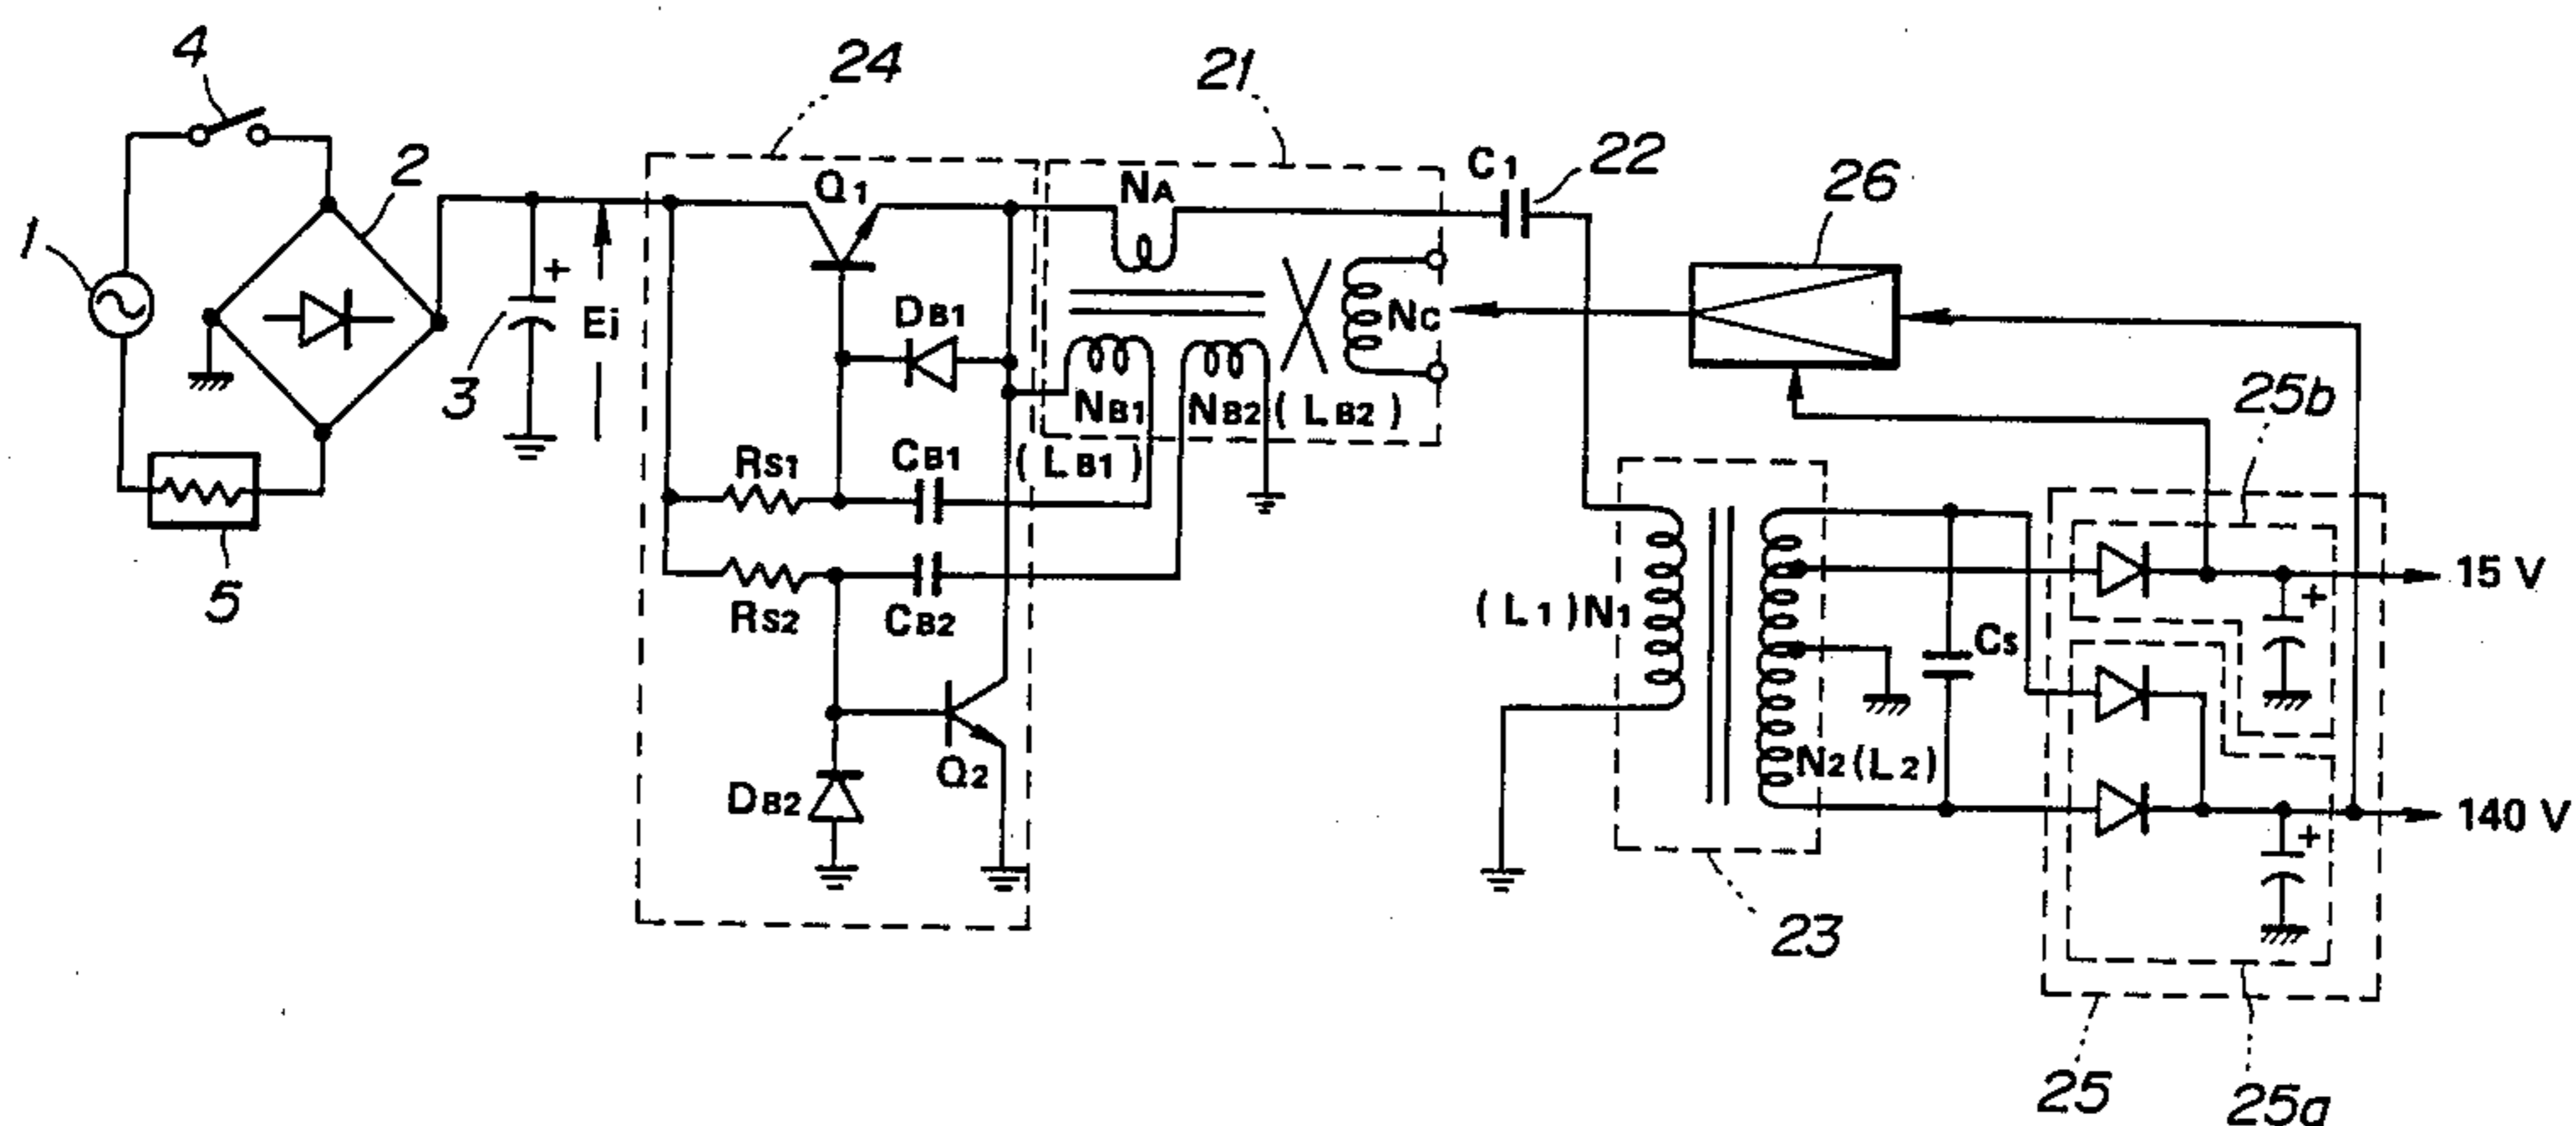 4
24
21
C1
22
Q1
NA
26
2
1
+
Ei
DB1
NC
3
NB1
NB2 (LB2)
25b
RS1
CB1
(LB1)
5
RS2
CB2
(L1)N1
CS
15 V
+
Q2
DB2
N2(L2)
140 V
+
23
25
25a